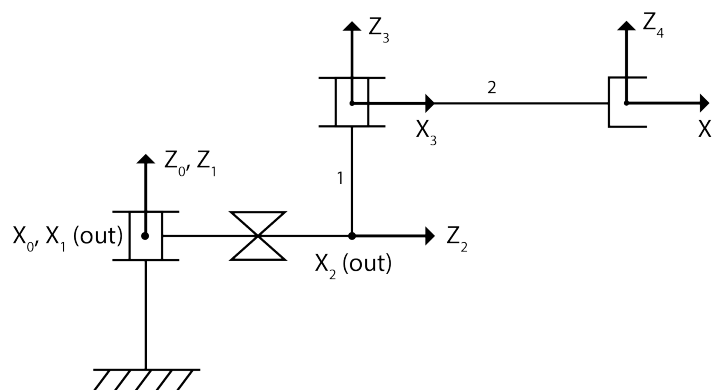 Z₃
Z₄
2
X₃
X
1
Z₀, Z₁
X₀, X₁ (out)
Z₂
X₂ (out)